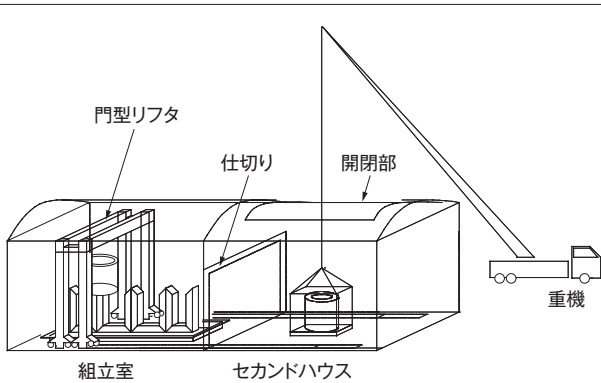 門型リフタ
仕切り
開閉部
重機
組立室
セカンドハウス